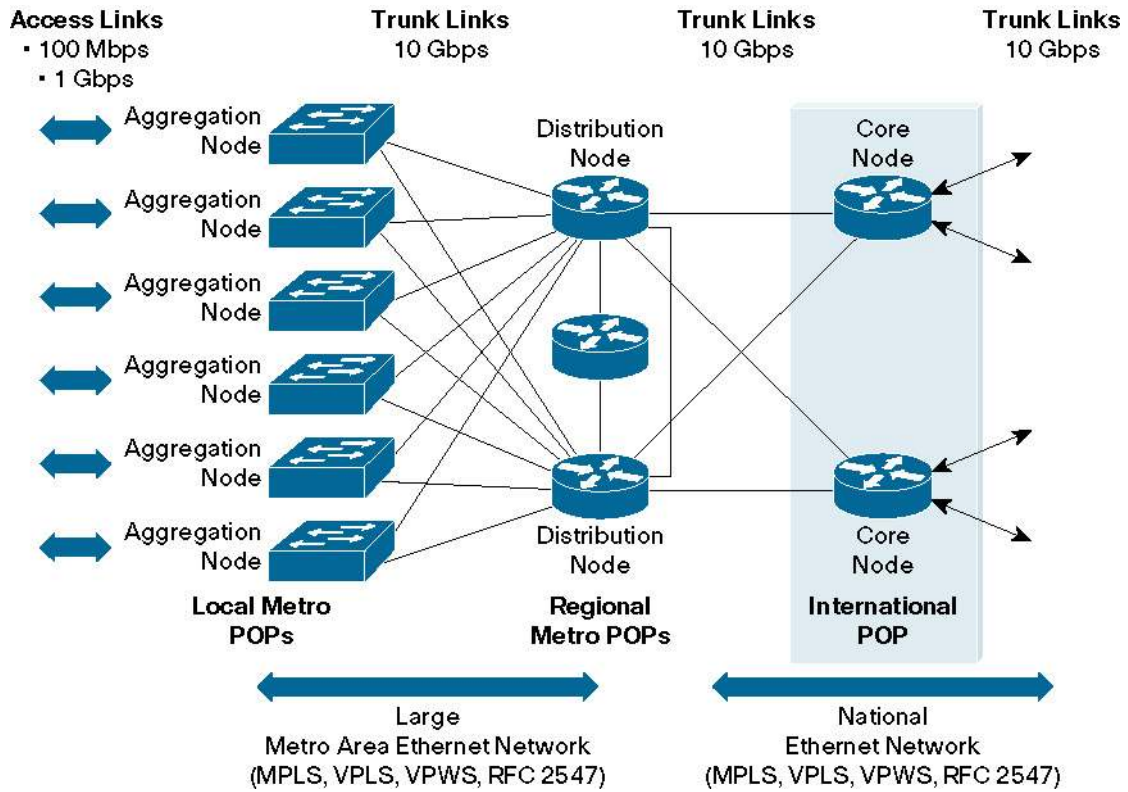 Access Links
▪ 100 Mbps
▪ 1 Gbps
Trunk Links
10 Gbps
Trunk Links
10 Gbps
Trunk Links
10 Gbps
Aggregation
Node
Aggregation
Node
Aggregation
Node
Aggregation
Node
Aggregation
Node
Aggregation
Node
Distribution
Node
Core
Node
Distribution
Node
Core
Node
Local Metro
POPs
Regional
Metro POPs
International
POP
Large
Metro Area Ethernet Network
(MPLS, VPLS, VPWS, RFC 2547)
National
Ethernet Network
(MPLS, VPLS, VPWS, RFC 2547)